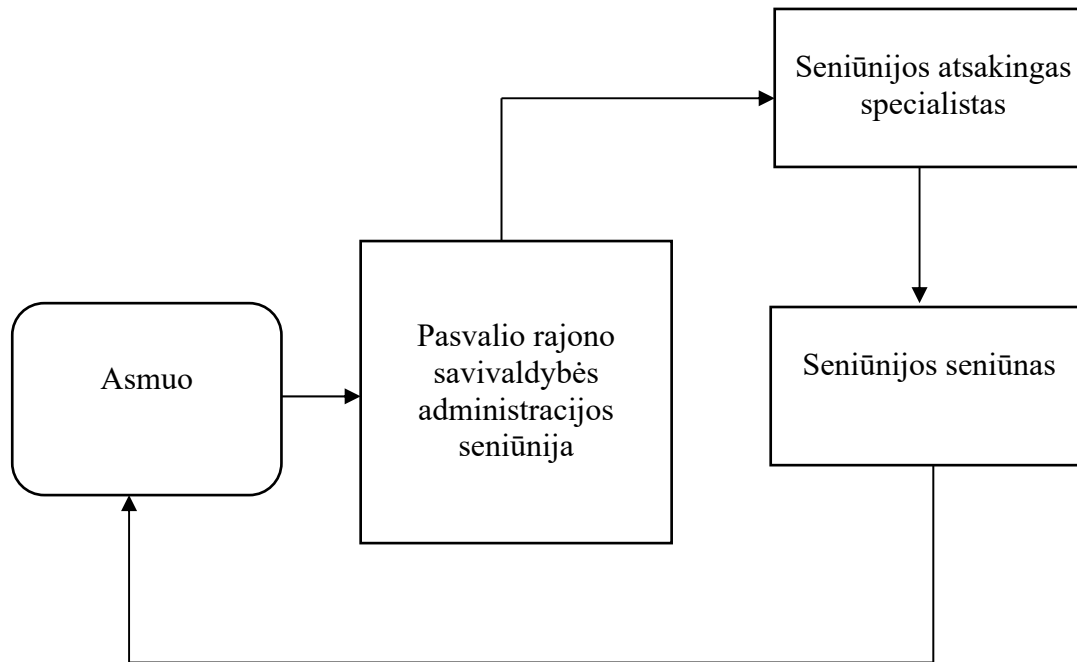 Seniūnijos atsakingas
specialistas
Pasvalio rajono
savivaldybės
administracijos
seniūnija
Asmuo
Seniūnijos seniūnas